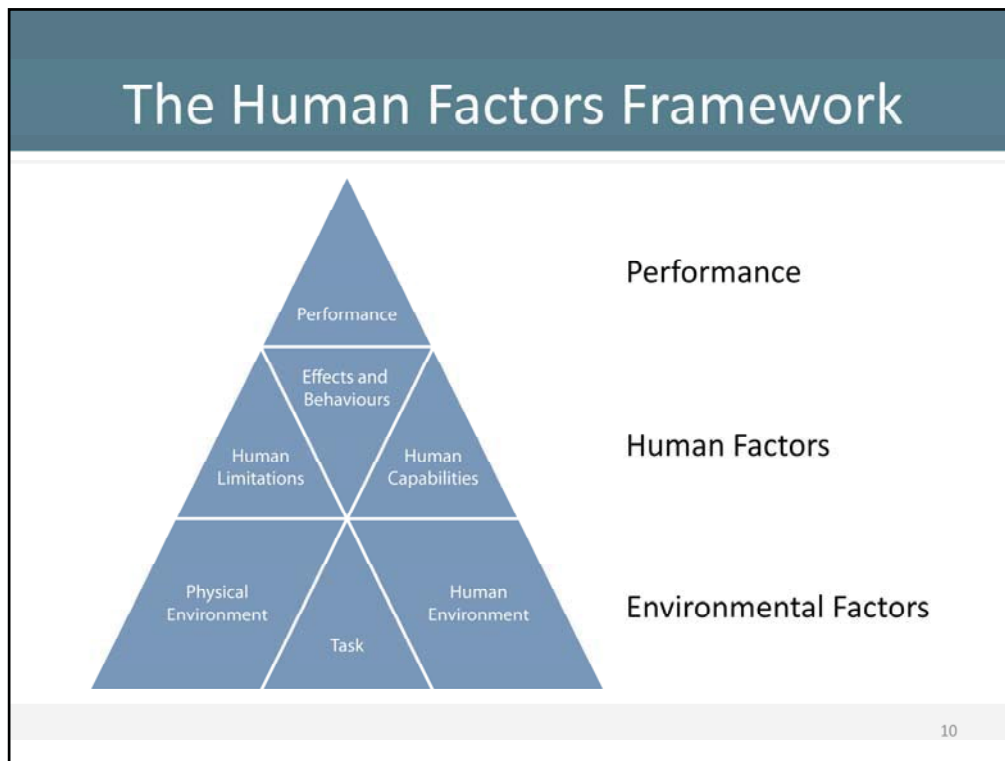 The Human Factors Framework
Performance
Performance
Effects and
Behaviours
Human
Limitations
Human
Capabilities
Human Factors
Physical
Environment
Task
Human
Environment
Environmental Factors
10